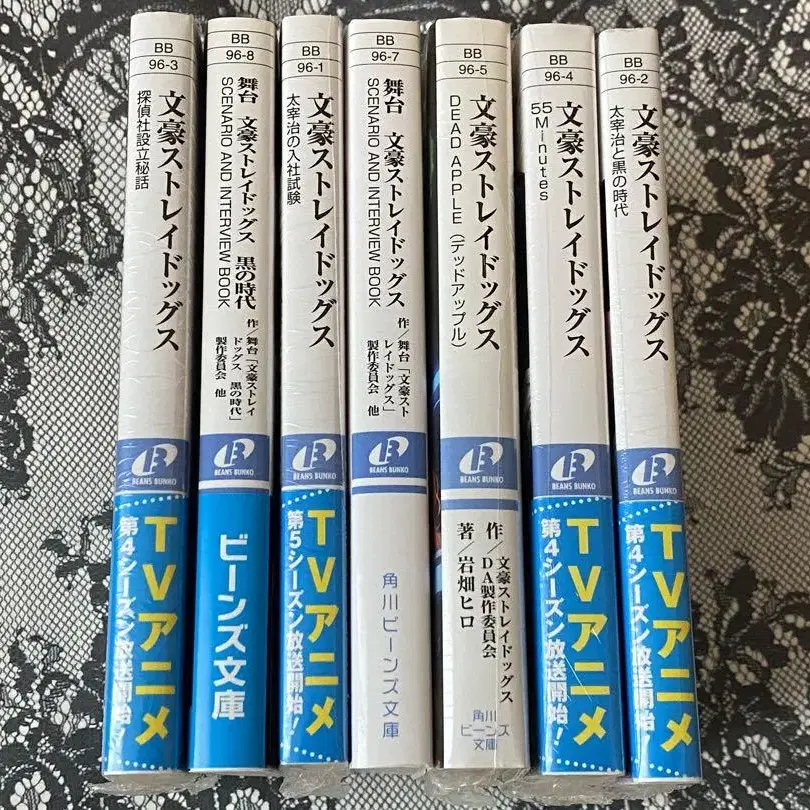 BB
96-3
文豪ストレイドッグス
探偵社設立秘話
BEANS BUNKO
TVアニメ
第4シーズン放送開始！
BB
96-8
舞台 文豪ストレイドッグス 黒の時代
SCENARIO AND INTERVIEW BOOK
作／舞台「文豪ストレイ
ドッグス 黒の時代」
製作委員会 他
BEANS BUNKO
ビーンズ文庫
BB
96-1
文豪ストレイドッグス
太宰治の入社試験
BEANS BUNKO
TVアニメ
第5シーズン放送開始！
BB
96-7
舞台 文豪ストレイドッグス
SCENARIO AND INTERVIEW BOOK
作／舞台「文豪スト
レイドッグス」
製作委員会 他
BEANS BUNKO
角川ビーンズ文庫
BB
96-5
文豪ストレイドッグス
DEAD APPLE（デッドアップル）
BEANS BUNKO
作／文豪ストレイドッグス
DA製作委員会
著／岩畑ヒロ
角川
ビーンズ
文庫
BB
96-4
文豪ストレイドッグス
55Minutes
BEANS BUNKO
TVアニメ
第4シーズン放送開始！
BB
96-2
文豪ストレイドッグス
太宰治と黒の時代
BEANS BUNKO
TVアニメ
第4シーズン放送開始！